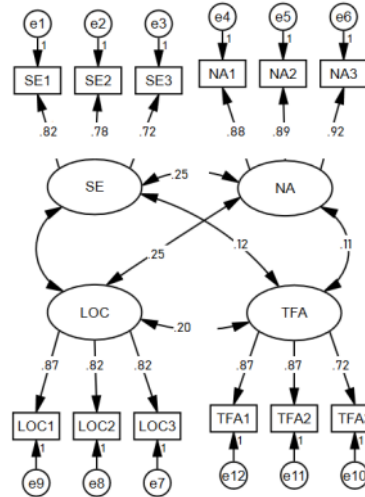 e1 e2 e3 e4 e5 e6
1 1 1 1 1 1
SE1 SE2 SE3 NA1 NA2 NA3
.82 .78 .72 .88 .89 .92
SE .25 NA
.25 .12 .11
LOC .20 TFA
.87 .82 .82 .87 .87 .72
LOC1 LOC2 LOC3 TFA1 TFA2
1 1 1 1 1 1
e9 e8 e7 e12 e11 e10